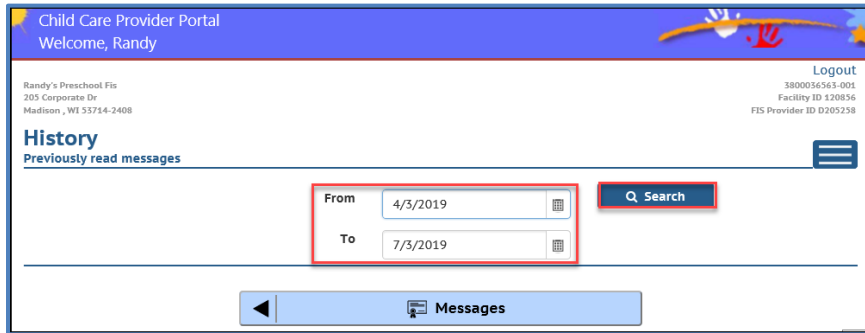 Child Care Provider Portal
Welcome, Randy
Logout
Randy's Preschool Fis
205 Corporate Dr
Madison , WI 53714-2408
3800036563-001
Facility ID 120856
FIS Provider ID D205258
History
Previously read messages
From 4/3/2019 Search
To 7/3/2019
Messages